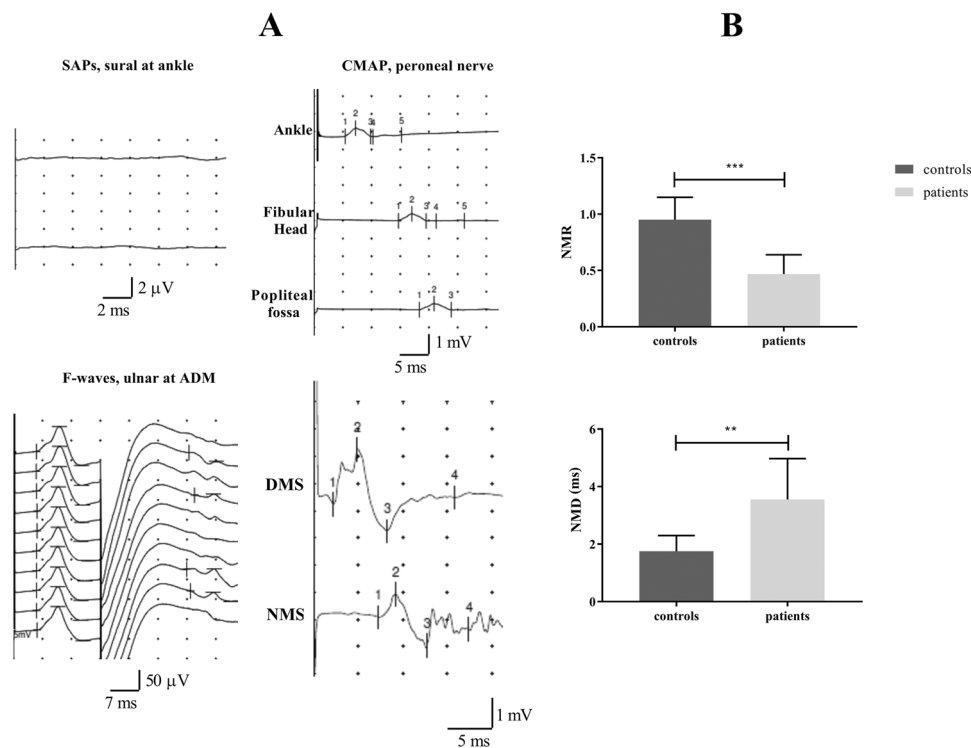 A
B
SAPs, sural at ankle
CMAP, peroneal nerve
1 2 3 4 5
Ankle
1 2 3 4 5
Fibular
Head
1 2 3
Popliteal
fossa
2 μV
2 ms
1 mV
5 ms
F-waves, ulnar at ADM
5mV
50 μV
7 ms
DMS
1 2 3 4
NMS
1 2 3 4
1 mV
5 ms
NMR
1.5
1.0
0.5
0.0
***
controls
patients
controls
patients
NMD (ms)
6
4
2
0
**
controls
patients